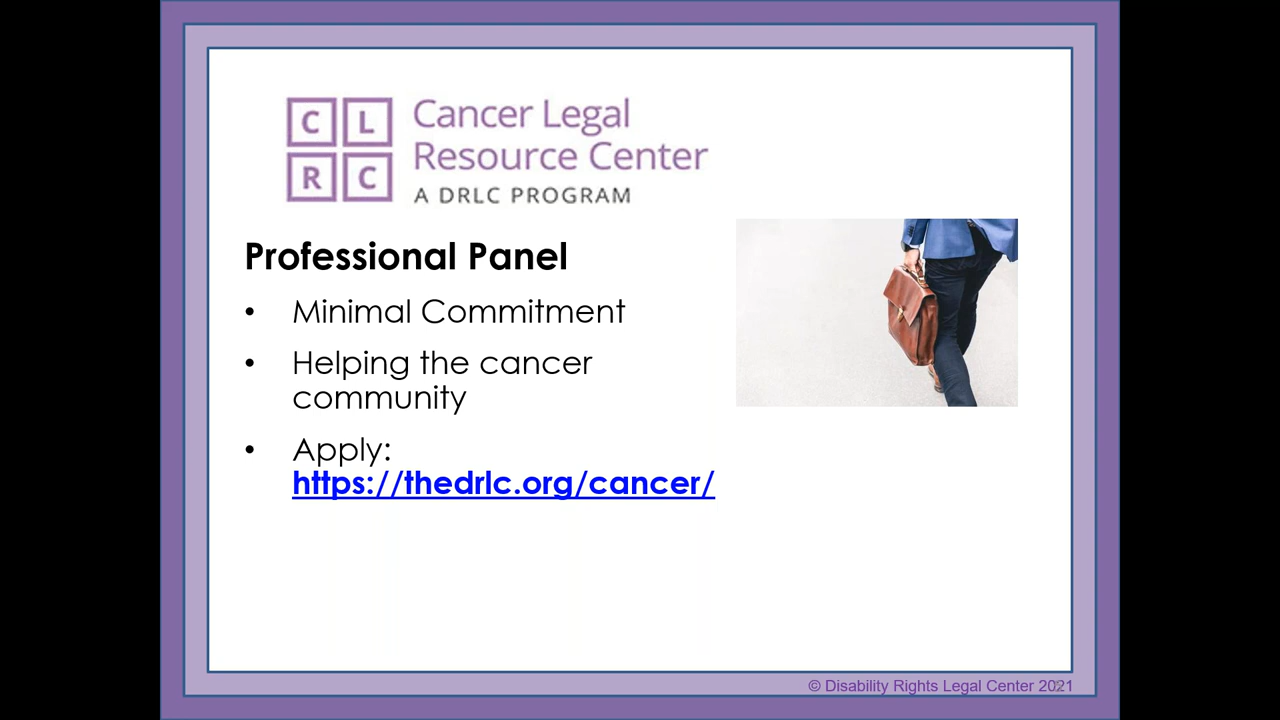 C L
R C
Cancer Legal
Resource Center
A DRLC PROGRAM
Professional Panel
• Minimal Commitment
• Helping the cancer
community
• Apply:
https://thedrlc.org/cancer/
© Disability Rights Legal Center 2021